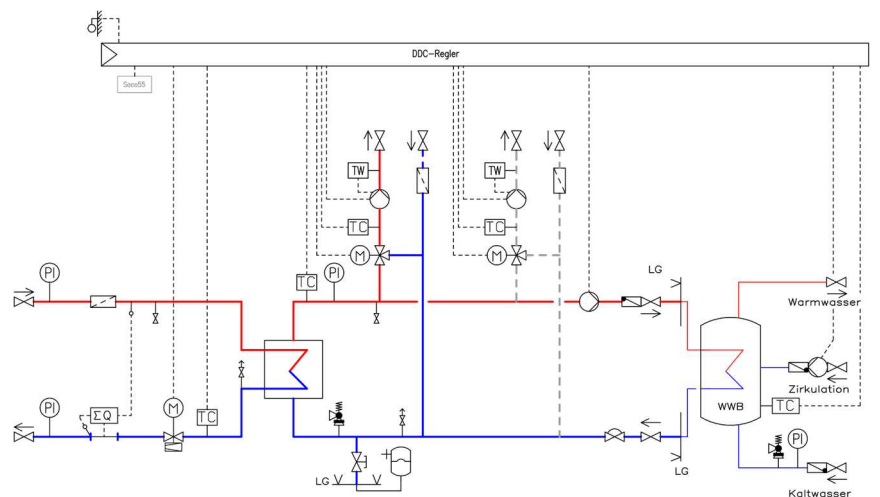 DDC-Regler
Seco55
TW
TW
TC
TC
M
M
PI
TC
PI
LG
Warmwasser
Zirkulation
PI
ΣQ
M
TC
WWB
TC
PI
LG
LG
Kaltwasser